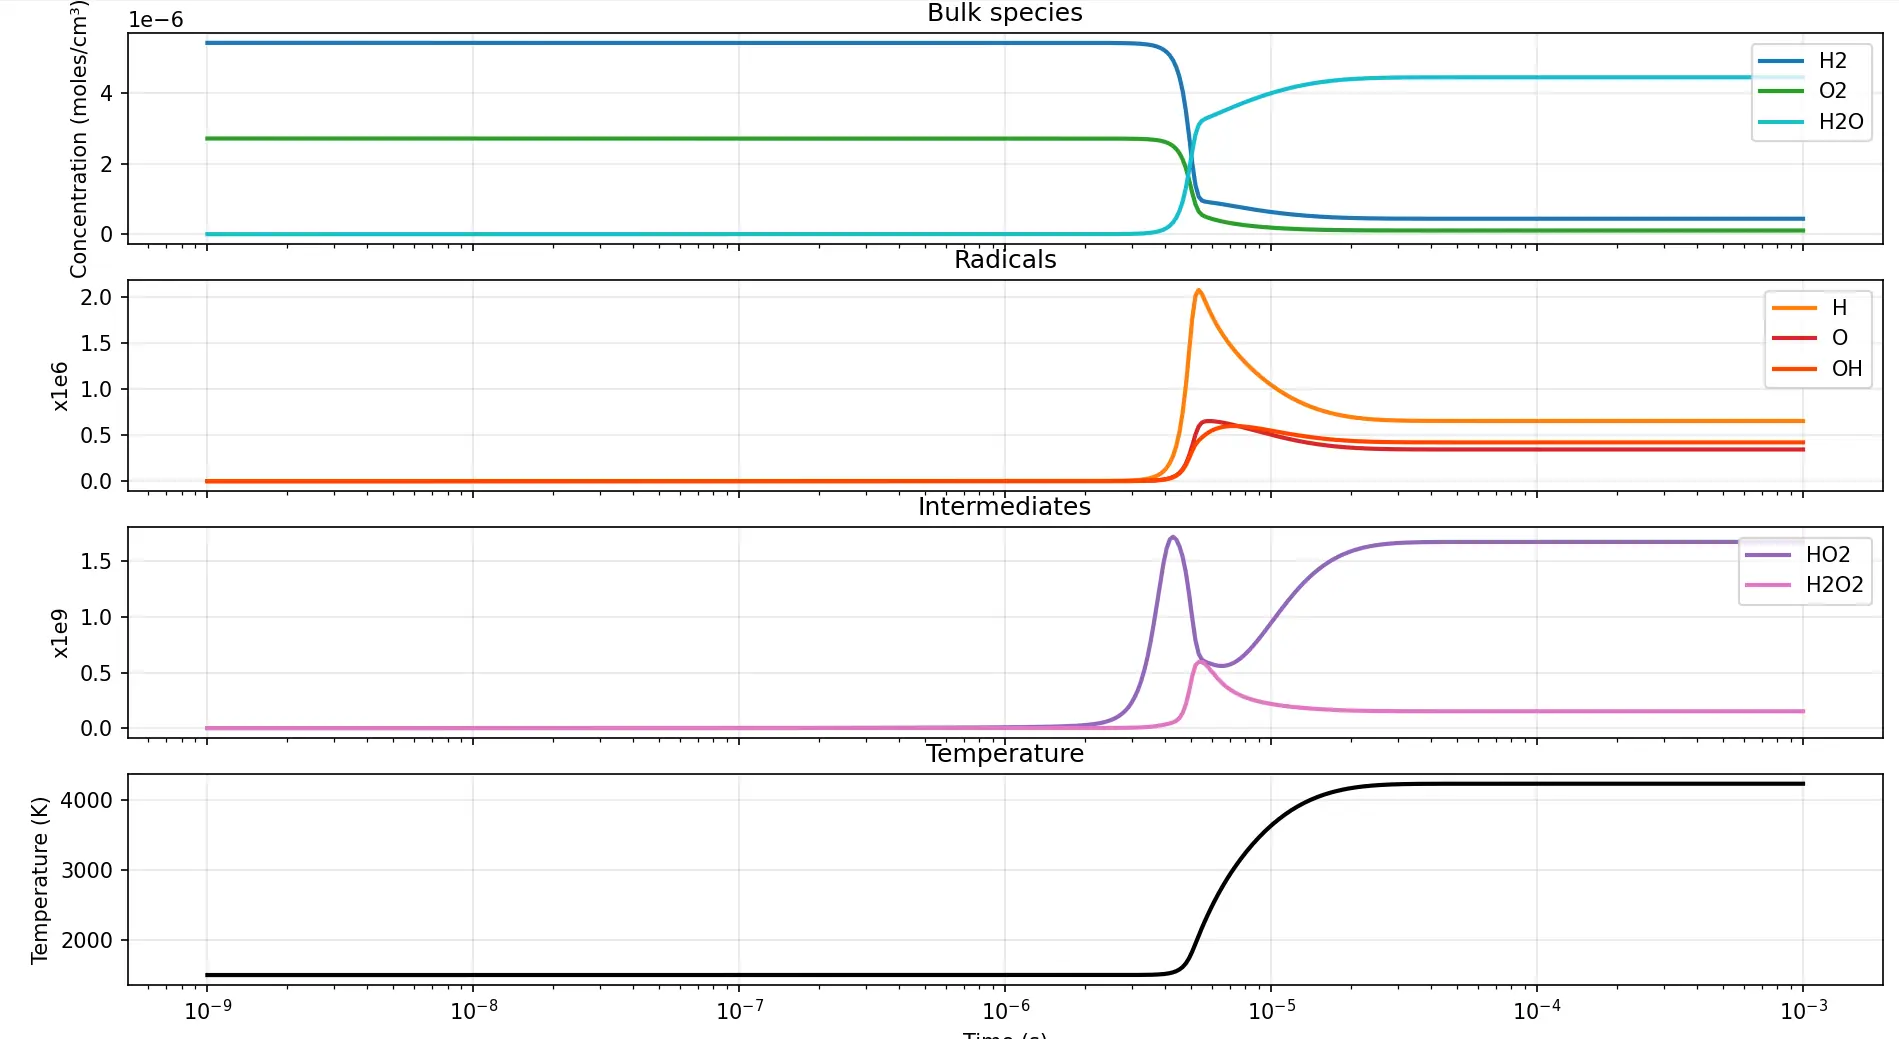 Bulk species
1e−6
Concentration (moles/cm³)
4
2
0
H2
O2
H2O
Radicals
x1e6
2.0
1.5
1.0
0.5
0.0
H
O
OH
Intermediates
x1e9
1.5
1.0
0.5
0.0
HO2
H2O2
Temperature
Temperature (K)
4000
3000
2000
10⁻⁹ 10⁻⁸ 10⁻⁷ 10⁻⁶ 10⁻⁵ 10⁻⁴ 10⁻³
Time (s)